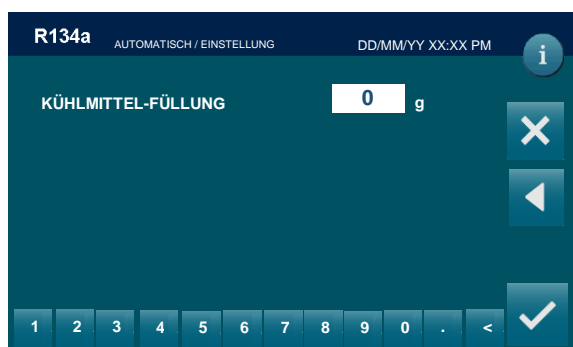 R134a AUTOMATISCH / EINSTELLUNG DD/MM/YY XX:XX PM i
KÜHLMITTEL-FÜLLUNG 0 g
1 2 3 4 5 6 7 8 9 0 . <